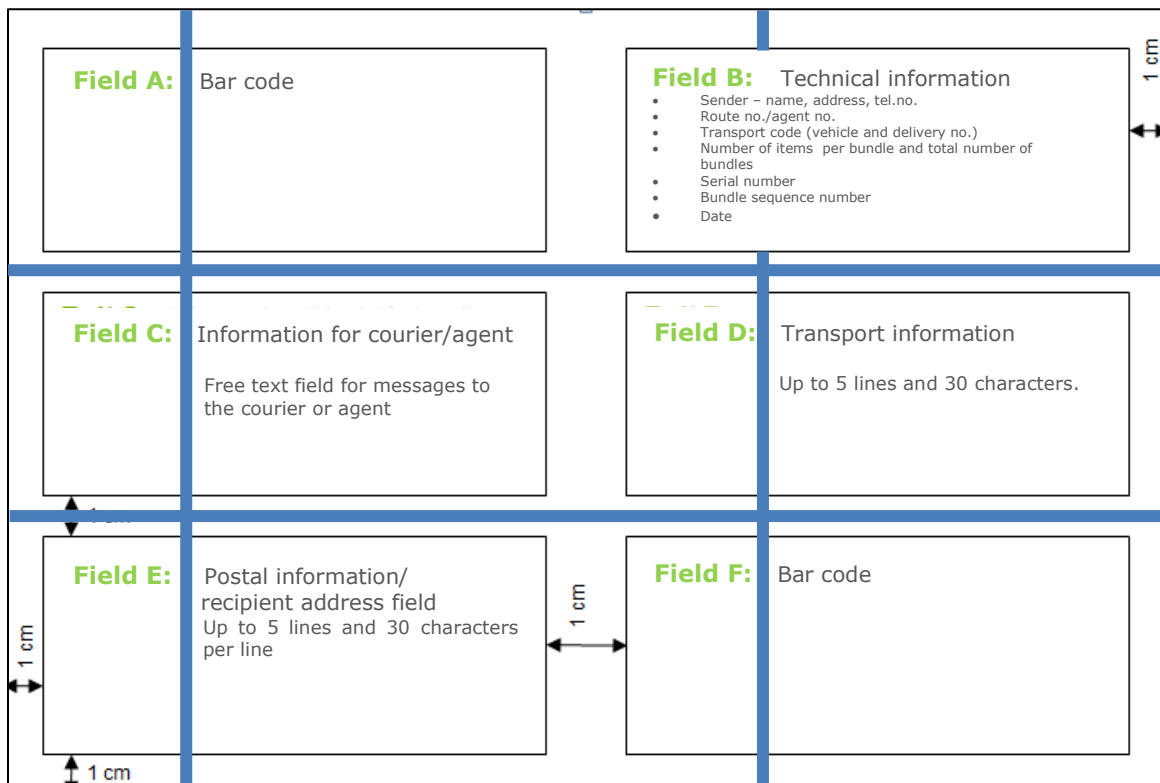 Field A: Bar code
Field B: Technical information
• Sender – name, address, tel.no.
• Route no./agent no.
• Transport code (vehicle and delivery no.)
• Number of items per bundle and total number of
bundles
• Serial number
• Bundle sequence number
• Date
1 cm
Field C: Information for courier/agent
Free text field for messages to
the courier or agent
Field D: Transport information
Up to 5 lines and 30 characters.
1 cm
Field E: Postal information/
recipient address field
Up to 5 lines and 30 characters
per line
1 cm
1 cm
Field F: Bar code
1 cm